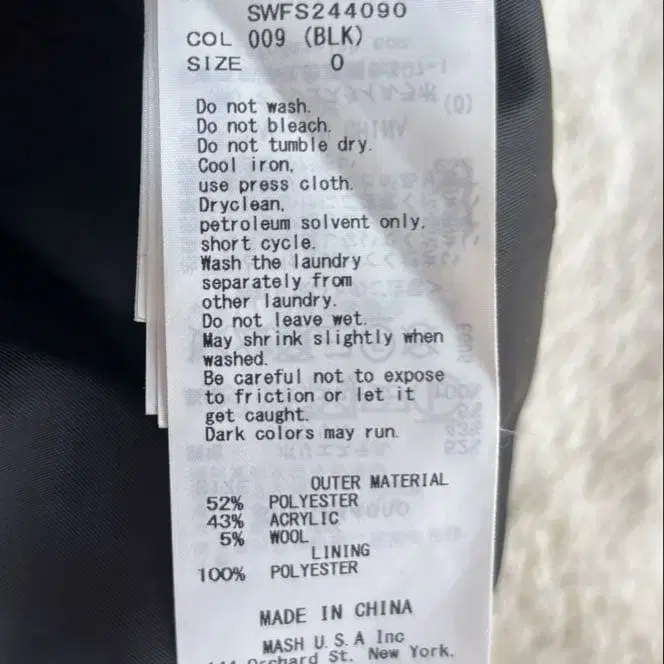 SWFS244090
COL 009 (BLK)
SIZE 0
Do not wash.
Do not bleach.
Do not tumble dry.
Cool iron,
use press cloth.
Dryclean,
petroleum solvent only,
short cycle.
Wash the laundry
separately from
other laundry.
Do not leave wet.
May shrink slightly when
washed.
Be careful not to expose
to friction or let it
get caught.
Dark colors may run.
OUTER MATERIAL
52% POLYESTER
43% ACRYLIC
5% WOOL
LINING
100% POLYESTER
MADE IN CHINA
MASH U.S.A Inc
Orchard St. New York.